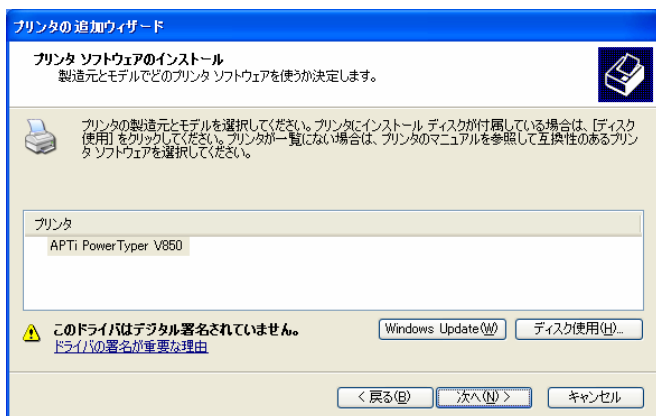 プリンタの追加ウィザード
プリンタ ソフトウェアのインストール
製造元とモデルでどのプリンタ ソフトウェアを使うか決定します。
プリンタの製造元とモデルを選択してください。プリンタにインストール ディスクが付属している場合は、[ディスク
使用] をクリックしてください。プリンタが一覧にない場合は、プリンタのマニュアルを参照して互換性のあるプリン
タ ソフトウェアを選択してください。
プリンタ
APTi PowerTyper V850
このドライバはデジタル署名されていません。
ドライバの署名が重要な理由
Windows Update(W)
ディスク使用(H)...
< 戻る(B)
次へ(N) >
キャンセル